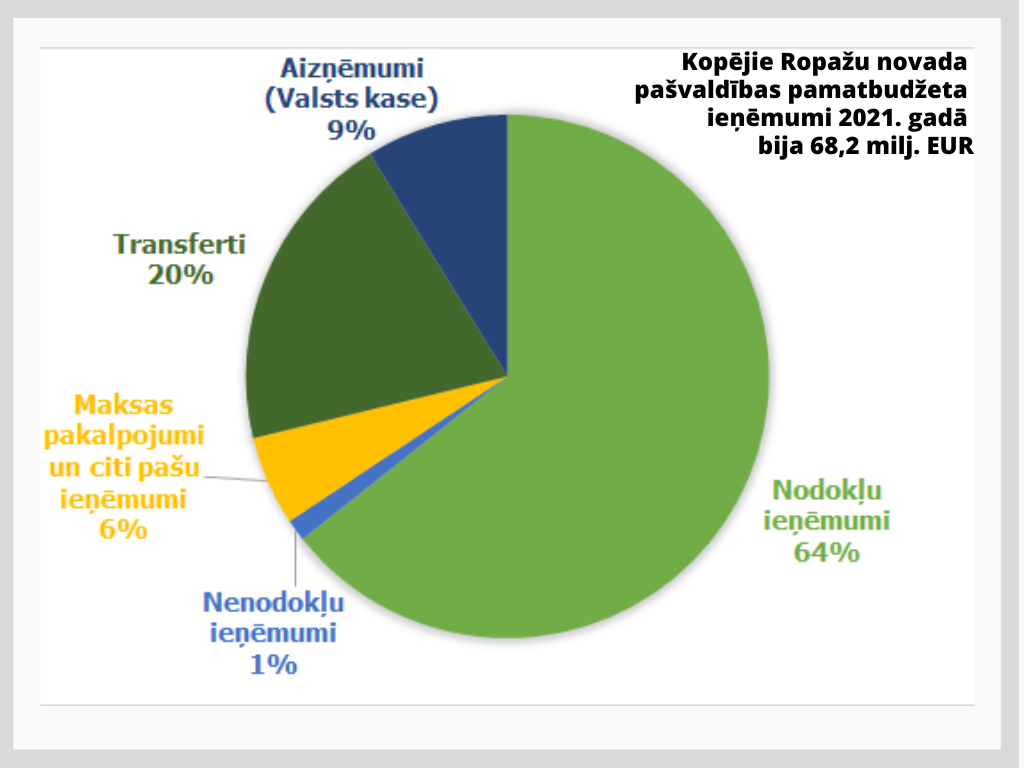 Kopējie Ropažu novada
pašvaldības pamatbudžeta
ieņēmumi 2021. gadā
bija 68,2 milj. EUR
Aizņēmumi
(Valsts kase)
9%
Transferti
20%
Maksas
pakalpojumi
un citi pašu
ieņēmumi
6%
Nodokļu
ieņēmumi
64%
Nenodokļu
ieņēmumi
1%